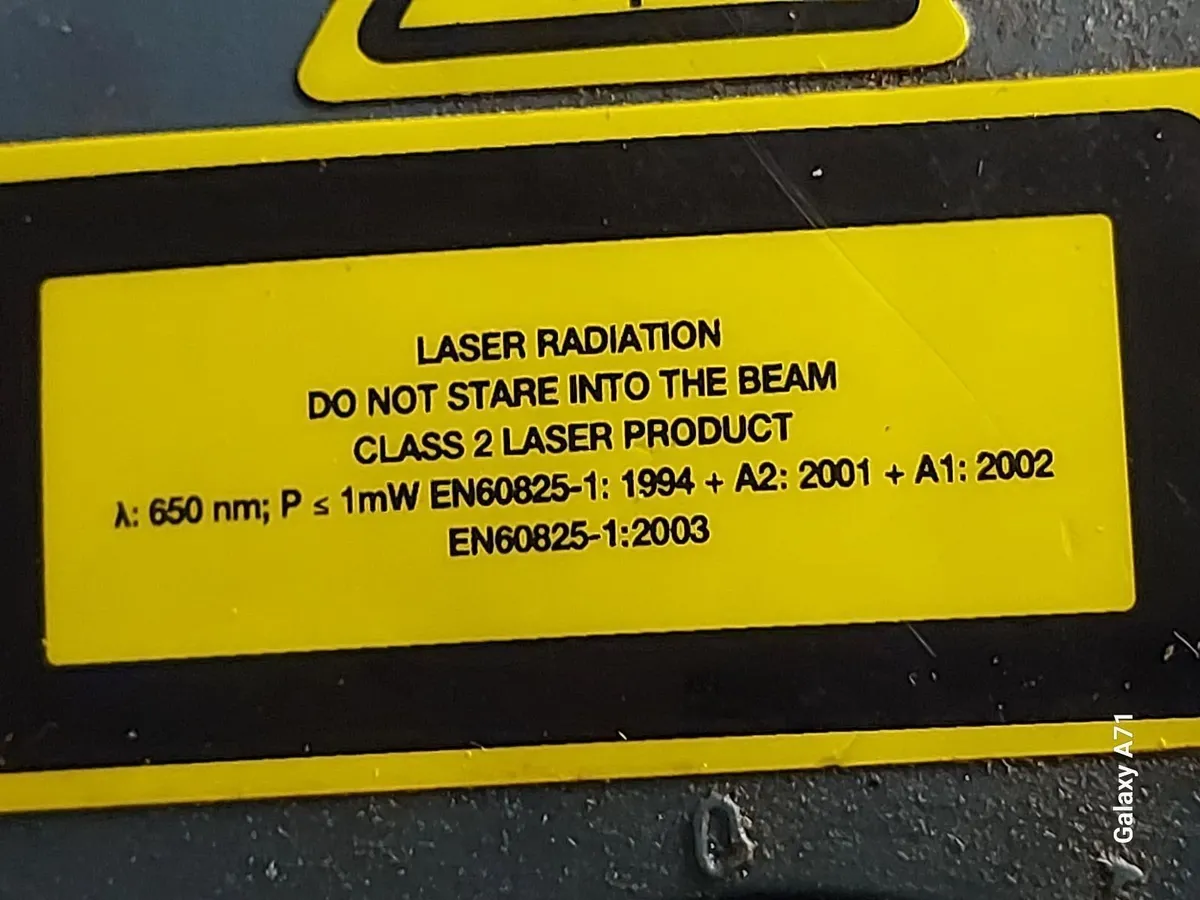 LASER RADIATION
DO NOT STARE INTO THE BEAM
CLASS 2 LASER PRODUCT
λ: 650 nm; P ≤ 1mW EN60825-1: 1994 + A2: 2001 + A1: 2002
EN60825-1:2003
Galaxy A71